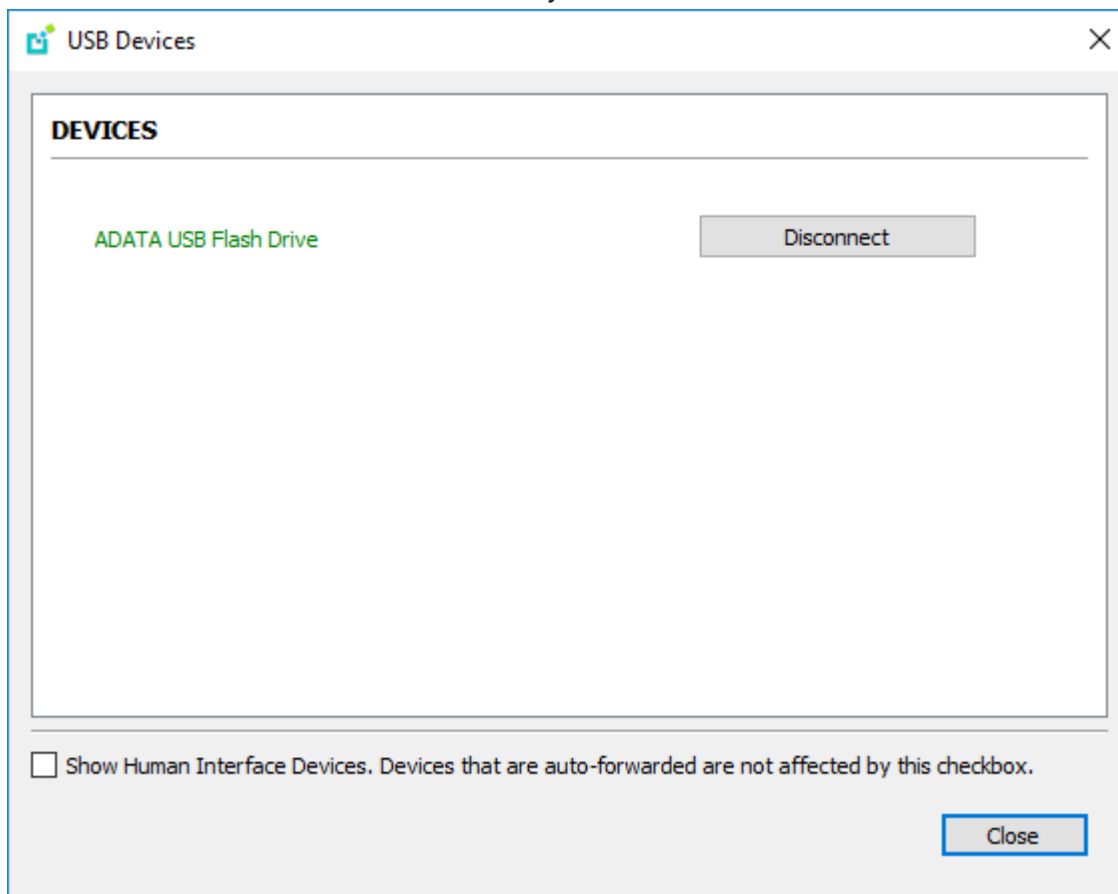 USB Devices
DEVICES
ADATA USB Flash Drive
Disconnect
Show Human Interface Devices. Devices that are auto-forwarded are not affected by this checkbox.
Close